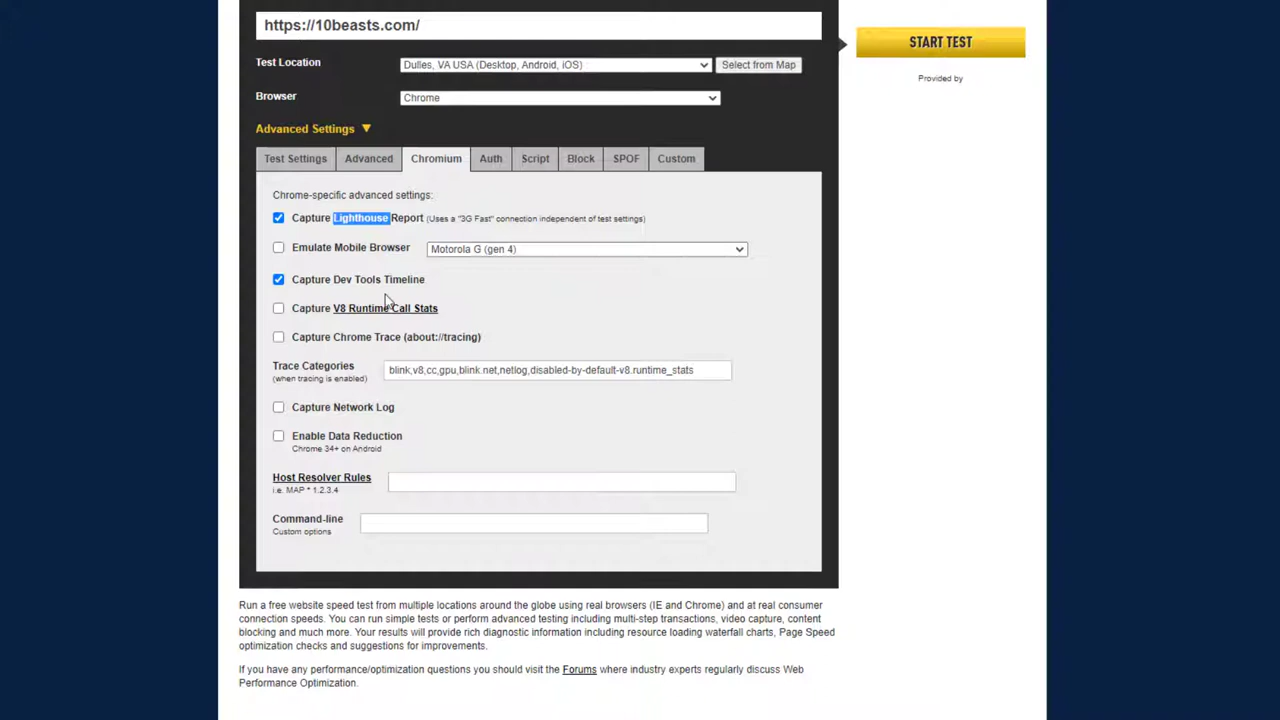 https://10beasts.com/
START TEST
Test Location
Dulles, VA USA (Desktop, Android, iOS)
Select from Map
Provided by
Browser
Chrome
Advanced Settings
Test Settings
Advanced
Chromium
Auth
Script
Block
SPOF
Custom
Chrome-specific advanced settings:
Capture Lighthouse Report (Uses a "3G Fast" connection independent of test settings)
Emulate Mobile Browser
Motorola G (gen 4)
Capture Dev Tools Timeline
Capture V8 Runtime Call Stats
Capture Chrome Trace (about://tracing)
Trace Categories
(when tracing is enabled)
blink,v8,cc,gpu,blink.net,netlog,disabled-by-default-v8.runtime_stats
Capture Network Log
Enable Data Reduction
Chrome 34+ on Android
Host Resolver Rules
i.e. MAP * 1.2.3.4
Command-line
Custom options
Run a free website speed test from multiple locations around the globe using real browsers (IE and Chrome) and at real consumer
connection speeds. You can run simple tests or perform advanced testing including multi-step transactions, video capture, content
blocking and much more. Your results will provide rich diagnostic information including resource loading waterfall charts, Page Speed
optimization checks and suggestions for improvements.
If you have any performance/optimization questions you should visit the Forums where industry experts regularly discuss Web
Performance Optimization.